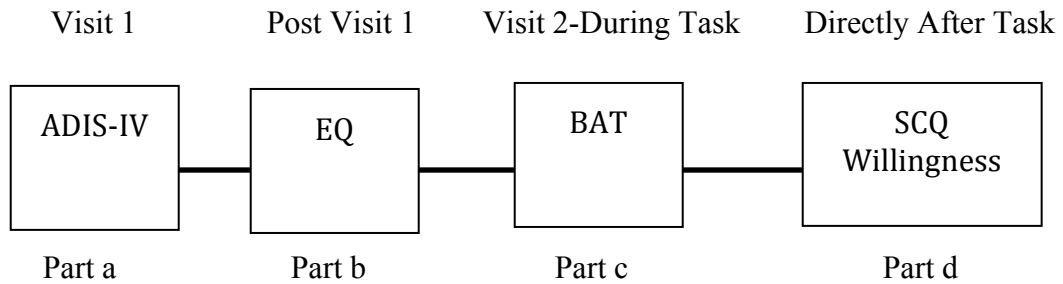 Visit 1 Post Visit 1 Visit 2-During Task Directly After Task
ADIS-IV EQ BAT SCQ
Willingness
Part a Part b Part c Part d